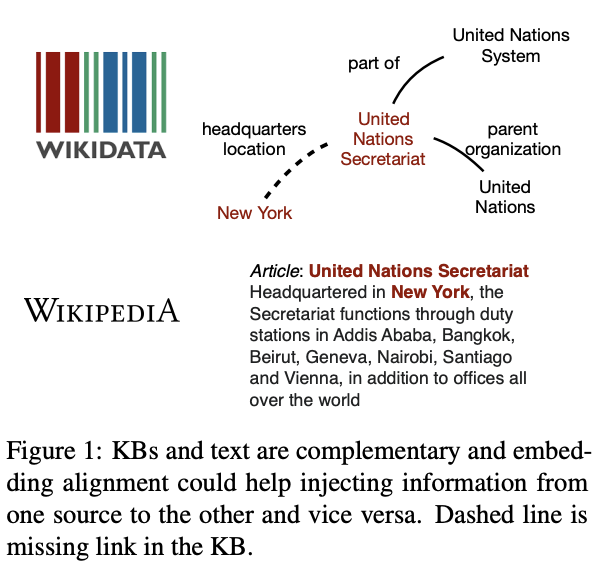 United Nations
System
part of
WIKIDATA
headquarters
location
United
Nations
Secretariat
parent
organization
United
Nations
New York
WIKIPEDIA
Article: United Nations Secretariat
Headquartered in New York, the
Secretariat functions through duty
stations in Addis Ababa, Bangkok,
Beirut, Geneva, Nairobi, Santiago
and Vienna, in addition to offices all
over the world
Figure 1: KBs and text are complementary and embed-
ding alignment could help injecting information from
one source to the other and vice versa. Dashed line is
missing link in the KB.